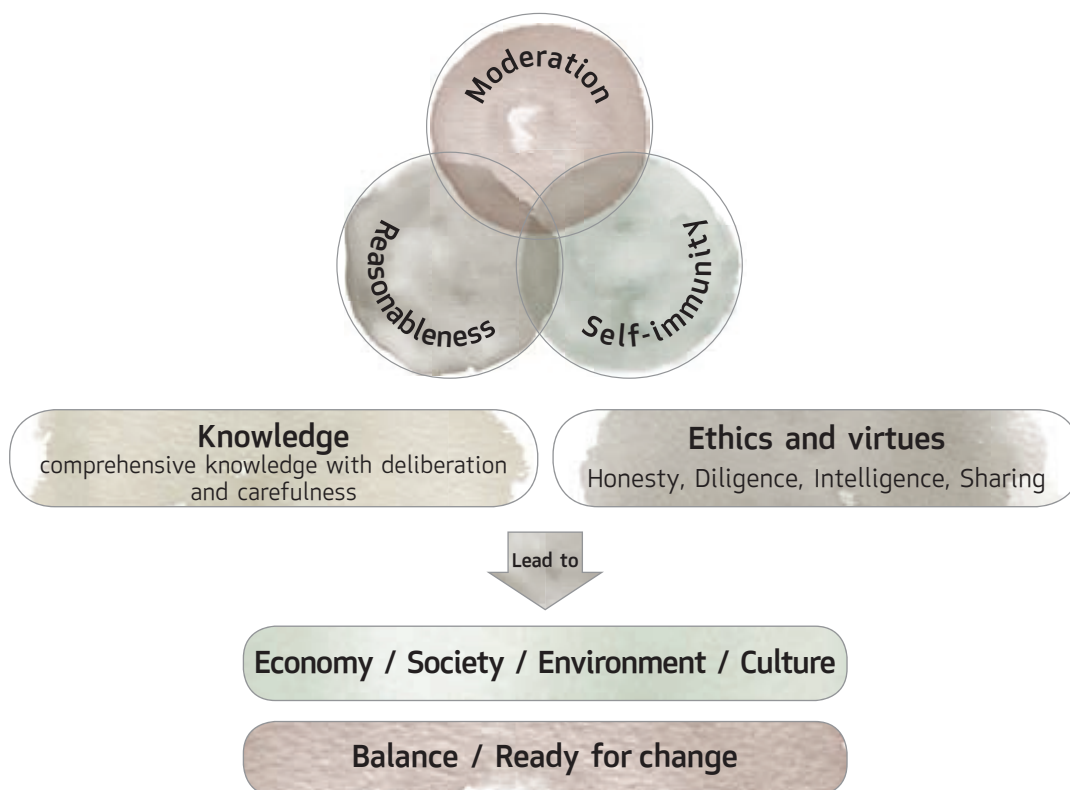 Moderation
Reasonableness
Self-immunity
Knowledge
comprehensive knowledge with deliberation
and carefulness
Ethics and virtues
Honesty, Diligence, Intelligence, Sharing
Lead to
Economy / Society / Environment / Culture
Balance / Ready for change